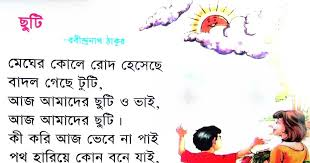 ছুটি
-রবীন্দ্রনাথ ঠাকুর
মেঘের কোলে রোদ হেসেছে
বাদল গেছে টুটি,
আজ আমাদের ছুটি ও ভাই,
আজ আমাদের ছুটি।
কী করি আজ ভেবে না পাই
পথ হারিয়ে কোন বনে যাই,